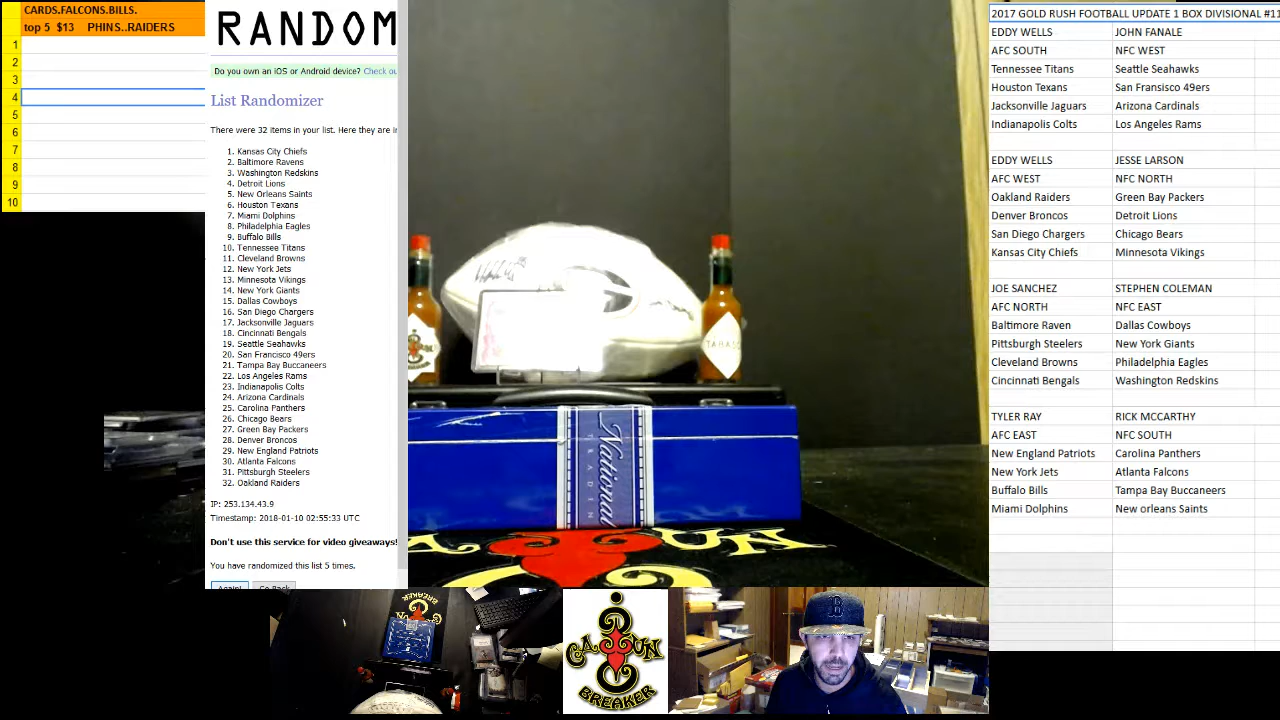 CARDS.FALCONS.BILLS.
top 5 $13 PHINS..RAIDERS
1
2
3
4
5
6
7
8
9
10
RANDOM
Do you own an iOS or Android device? Check ou
List Randomizer
There were 32 items in your list. Here they are i
1. Kansas City Chiefs
2. Baltimore Ravens
3. Washington Redskins
4. Detroit Lions
5. New Orleans Saints
6. Houston Texans
7. Miami Dolphins
8. Philadelphia Eagles
9. Buffalo Bills
10. Tennessee Titans
11. Cleveland Browns
12. New York Jets
13. Minnesota Vikings
14. New York Giants
15. Dallas Cowboys
16. San Diego Chargers
17. Jacksonville Jaguars
18. Cincinnati Bengals
19. Seattle Seahawks
20. San Francisco 49ers
21. Tampa Bay Buccaneers
22. Los Angeles Rams
23. Indianapolis Colts
24. Arizona Cardinals
25. Carolina Panthers
26. Chicago Bears
27. Green Bay Packers
28. Denver Broncos
29. New England Patriots
30. Atlanta Falcons
31. Pittsburgh Steelers
32. Oakland Raiders
IP: 253.134.43.9
Timestamp: 2018-01-10 02:55:33 UTC
Don't use this service for video giveaways!
You have randomized this list 5 times.
Again! Go Back
TABAS
National
TRADIN
CAJUN
CAJUN
BREAKER
2017 GOLD RUSH FOOTBALL UPDATE 1 BOX DIVISIONAL #11
EDDY WELLS JOHN FANALE
AFC SOUTH NFC WEST
Tennessee Titans Seattle Seahawks
Houston Texans San Fransisco 49ers
Jacksonville Jaguars Arizona Cardinals
Indianapolis Colts Los Angeles Rams
EDDY WELLS JESSE LARSON
AFC WEST NFC NORTH
Oakland Raiders Green Bay Packers
Denver Broncos Detroit Lions
San Diego Chargers Chicago Bears
Kansas City Chiefs Minnesota Vikings
JOE SANCHEZ STEPHEN COLEMAN
AFC NORTH NFC EAST
Baltimore Raven Dallas Cowboys
Pittsburgh Steelers New York Giants
Cleveland Browns Philadelphia Eagles
Cincinnati Bengals Washington Redskins
TYLER RAY RICK MCCARTHY
AFC EAST NFC SOUTH
New England Patriots Carolina Panthers
New York Jets Atlanta Falcons
Buffalo Bills Tampa Bay Buccaneers
Miami Dolphins New orleans Saints